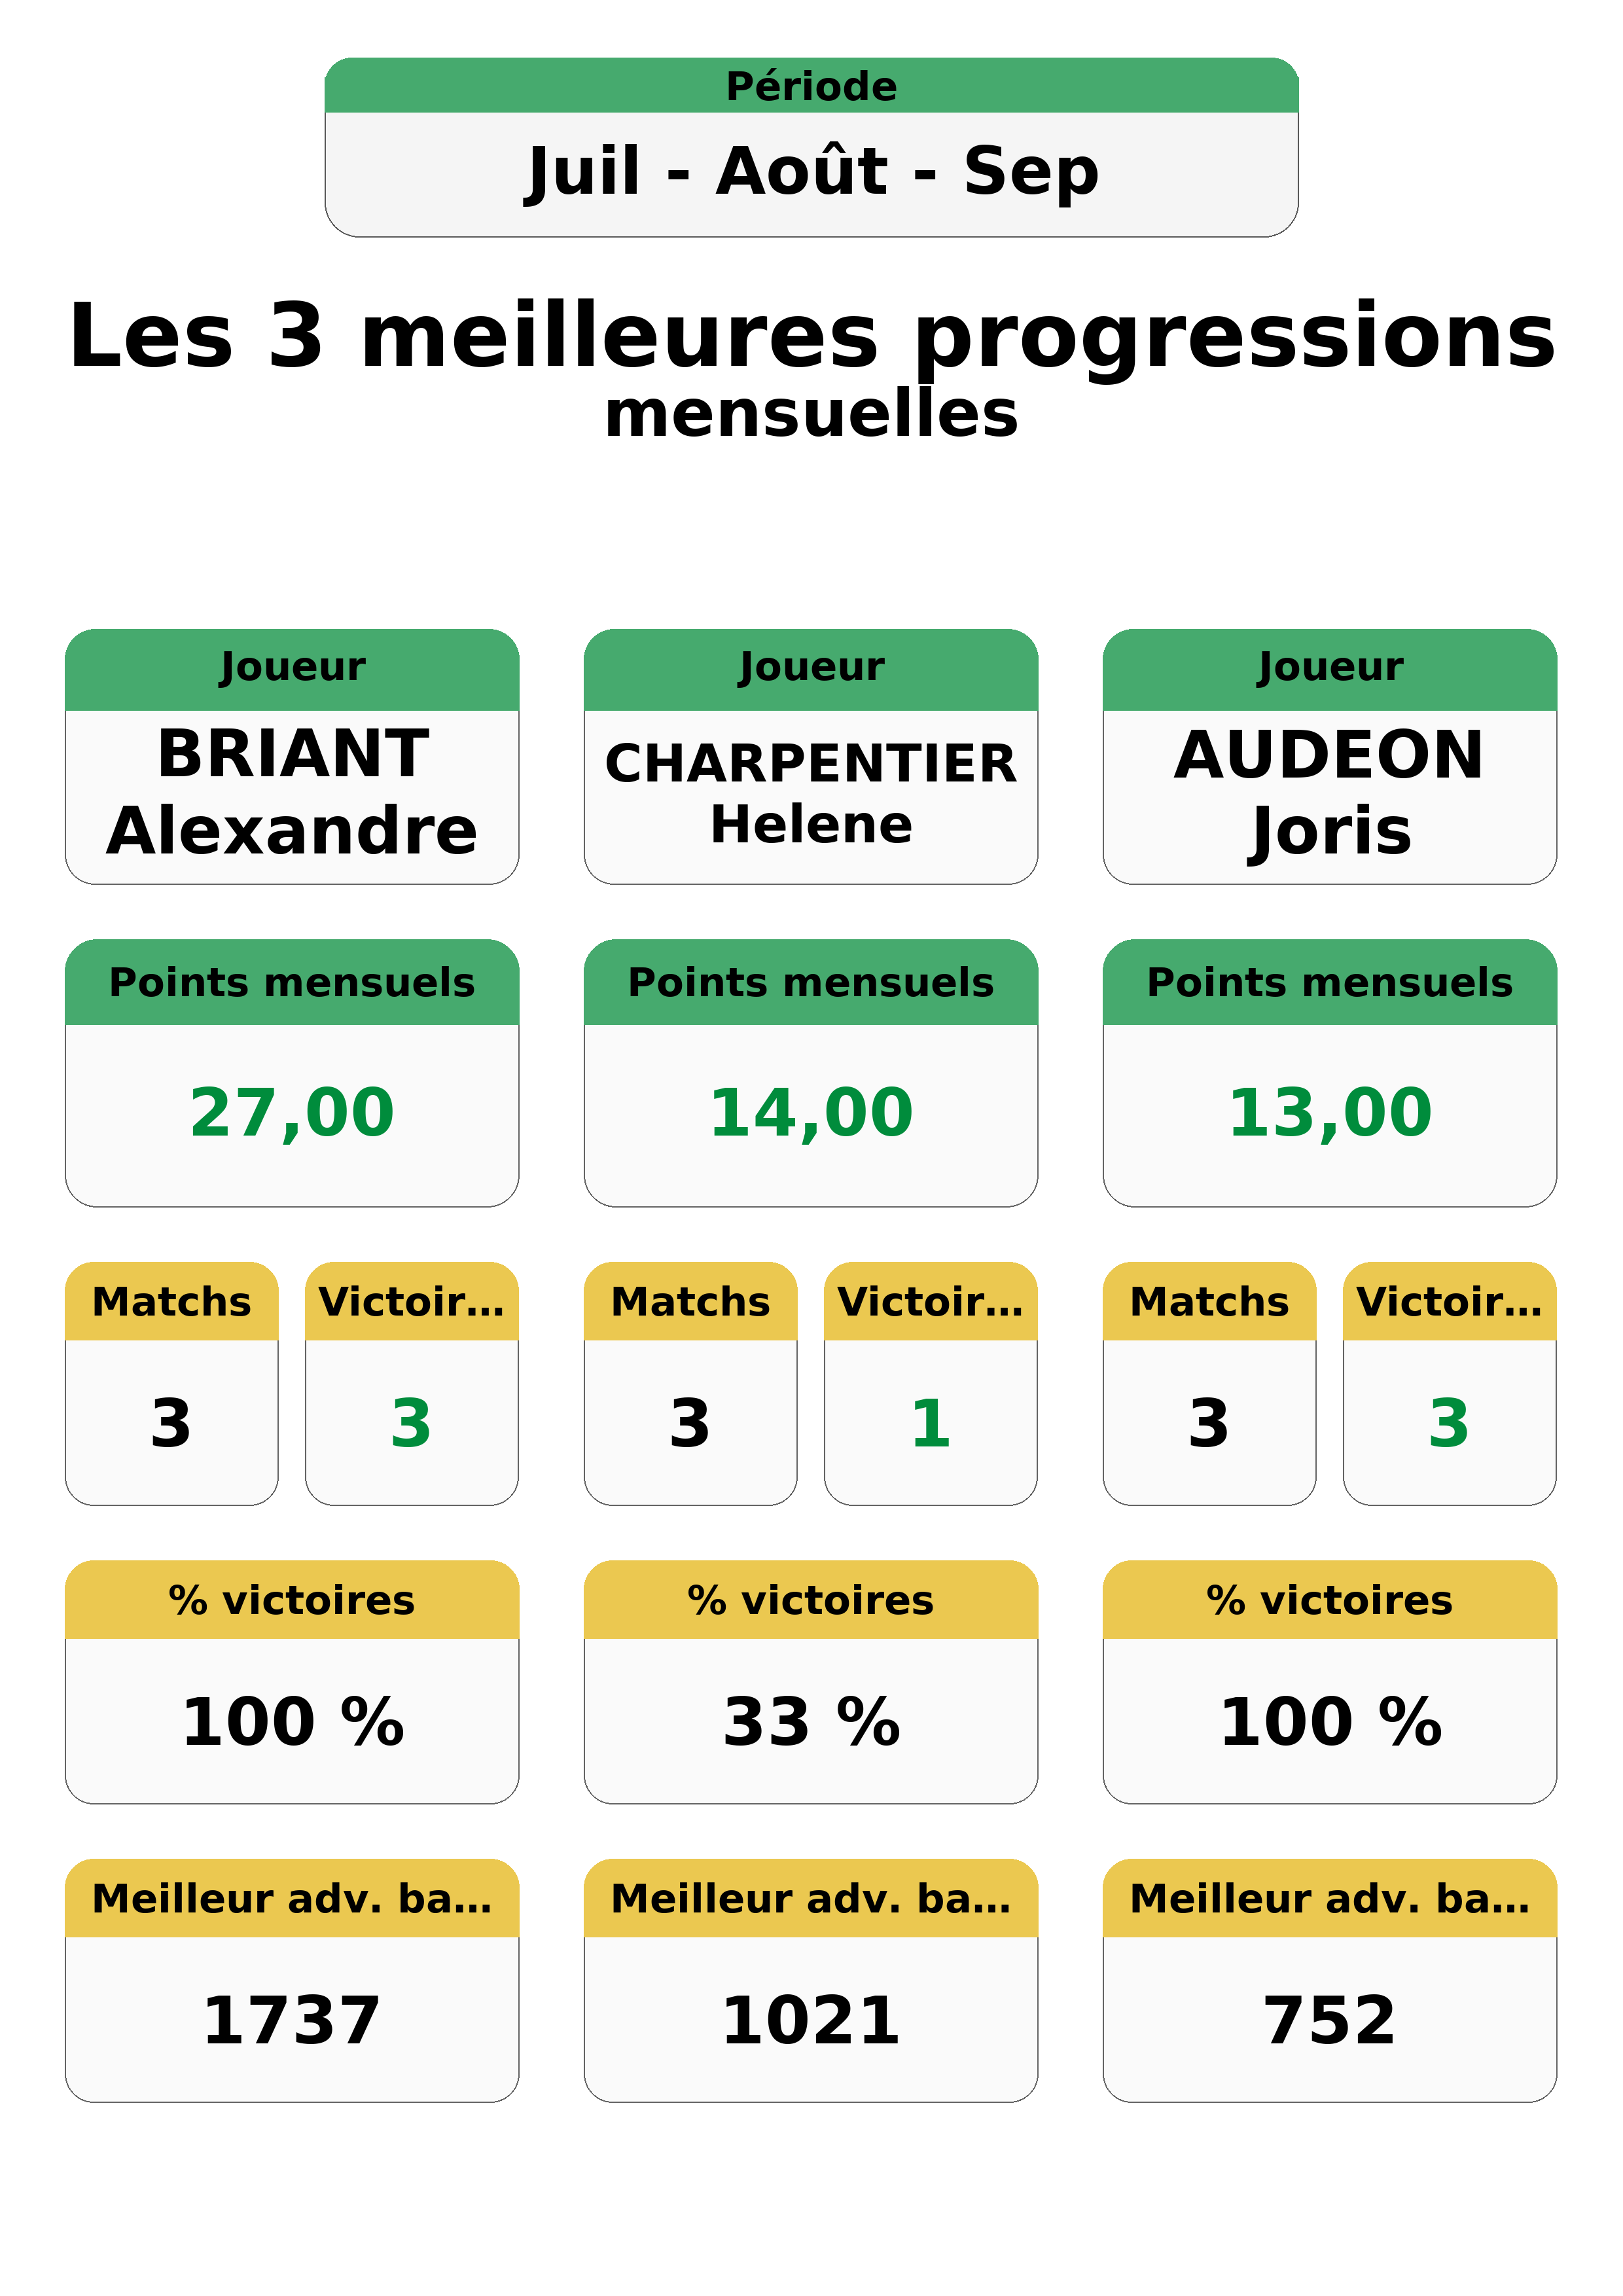 Période
Juil - Août - Sep
Les 3 meilleures progressions
mensuelles
Joueur
BRIANT
Alexandre
Joueur
CHARPENTIER
Helene
Joueur
AUDEON
Joris
Points mensuels
27,00
Points mensuels
14,00
Points mensuels
13,00
Matchs
3
Victoir...
3
Matchs
3
Victoir...
1
Matchs
3
Victoir...
3
% victoires
100 %
% victoires
33 %
% victoires
100 %
Meilleur adv. ba...
1737
Meilleur adv. ba...
1021
Meilleur adv. ba...
752